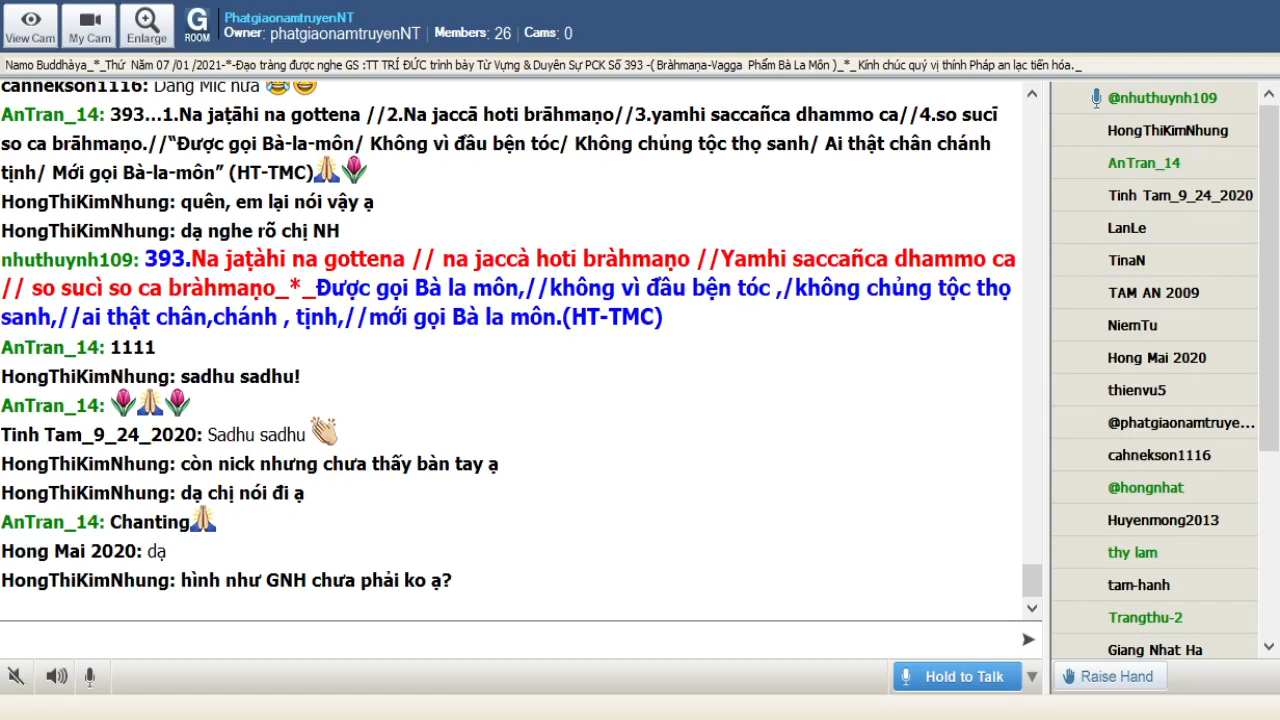 View Cam
My Cam
Enlarge
G
ROOM
PhatgiaonamtruyenNT
Owner: phatgiaonamtruyenNT | Members: 26 | Cams: 0
Namo Buddhàya_*_Thứ Năm 07 /01 /2021-*-Đạo tràng được nghe GS :TT TRÍ ĐỨC trình bày Từ Vựng & Duyên Sự PCK Số 393 -( Bràhmaṇa-Vagga Phẩm Bà La Môn )_*_ Kính chúc quý vị thính Pháp an lạc tiến hóa._
cahnekson1116: Dang Mic nua 😂😄
AnTran_14: 393...1.Na jaṭāhi na gottena //2.Na jaccā hoti brāhmaṇo//3.yamhi saccañca dhammo ca//4.so sucī
so ca brāhmaṇo.//“Được gọi Bà-la-môn/ Không vì đầu bện tóc/ Không chủng tộc thọ sanh/ Ai thật chân chánh
tịnh/ Mới gọi Bà-la-môn” (HT-TMC)🙏🌷
HongThiKimNhung: quên, em lại nói vậy ạ
HongThiKimNhung: dạ nghe rõ chị NH
nhuthuynh109: 393.Na jaṭàhi na gottena // na jaccà hoti bràhmaṇo //Yamhi saccañca dhammo ca
// so sucì so ca bràhmaṇo_*_Được gọi Bà la môn,//không vì đầu bện tóc ,/không chủng tộc thọ
sanh,//ai thật chân,chánh , tịnh,//mới gọi Bà la môn.(HT-TMC)
AnTran_14: 1111
HongThiKimNhung: sadhu sadhu!
AnTran_14: 🌷🙏🌷
Tinh Tam_9_24_2020: Sadhu sadhu 👏
HongThiKimNhung: còn nick nhưng chưa thấy bàn tay ạ
HongThiKimNhung: dạ chị nói đi ạ
AnTran_14: Chanting🙏
Hong Mai 2020: dạ
HongThiKimNhung: hình như GNH chưa phải ko ạ?
Hold to Talk
@nhuthuynh109
HongThiKimNhung
AnTran_14
Tinh Tam_9_24_2020
LanLe
TinaN
TAM AN 2009
NiemTu
Hong Mai 2020
thienvu5
@phatgiaonamtruye...
cahnekson1116
@hongnhat
Huyenmong2013
thy lam
tam-hanh
Trangthu-2
Giang Nhat Ha
Raise Hand